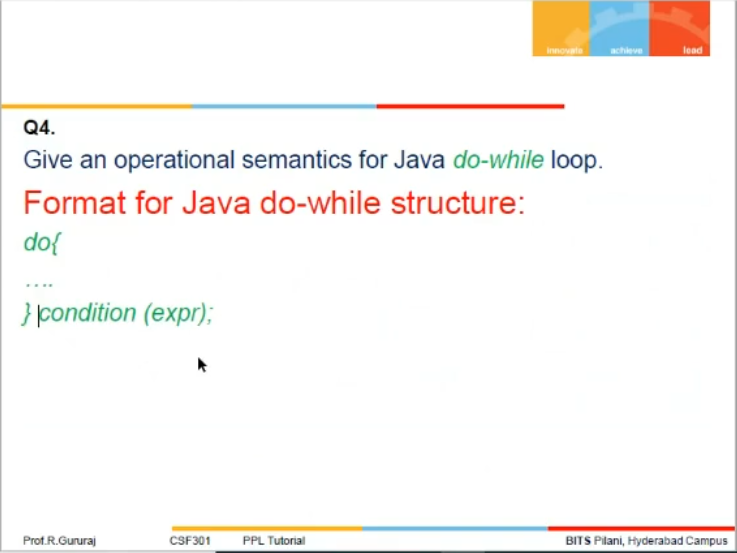 innovate achieve lead
Q4.
Give an operational semantics for Java do-while loop.
Format for Java do-while structure:
do{
....
} condition (expr);
Prof.R.Gururaj CSF301 PPL Tutorial BITS Pilani, Hyderabad Campus